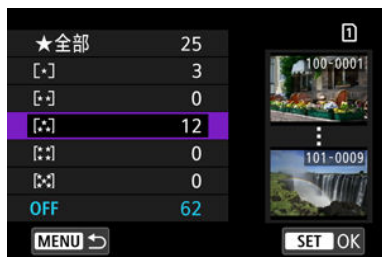 ★全部 25
[⋆] 3
[⋆⋆] 0
[⋆⋆⋆] 12
[⋆⋆⋆⋆] 0
[⋆⋆⋆⋆⋆] 0
OFF 62
MENU ↩
1
100-0001
101-0009
SET OK